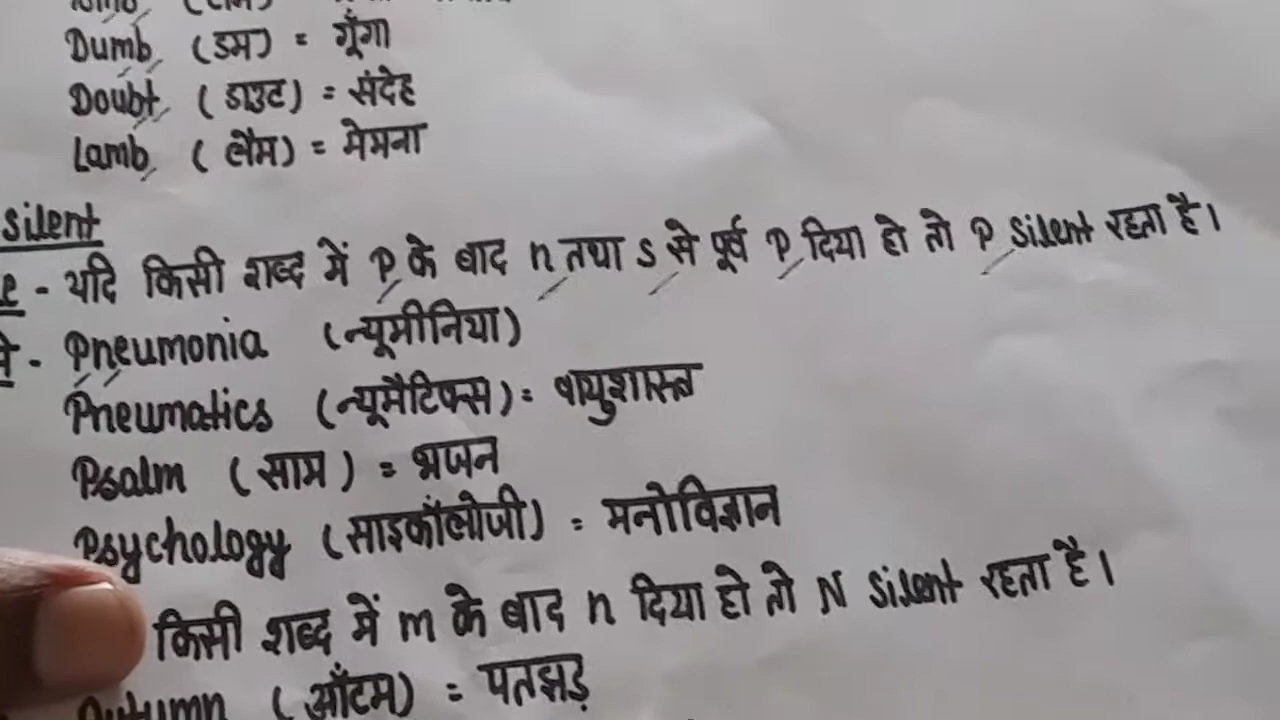 Dumb (डम) = गूँगा
Doubt (डाउट) = संदेह
Lamb (लैम) = मेमना
silent
- यदि किसी शब्द में P के बाद n तथा s से पूर्व P दिया हो तो P silent रहता है।
- Pneumonia (न्यूमीनिया)
Pneumatics (न्यूमैटिक्स) = वायुशास्त्र
Psalm (साम) = भजन
Psychology (साइकॉलोजी) = मनोविज्ञान
किसी शब्द में m के बाद n दिया हो तो N silent रहता है।
Autumn (ऑटम) = पतझड़